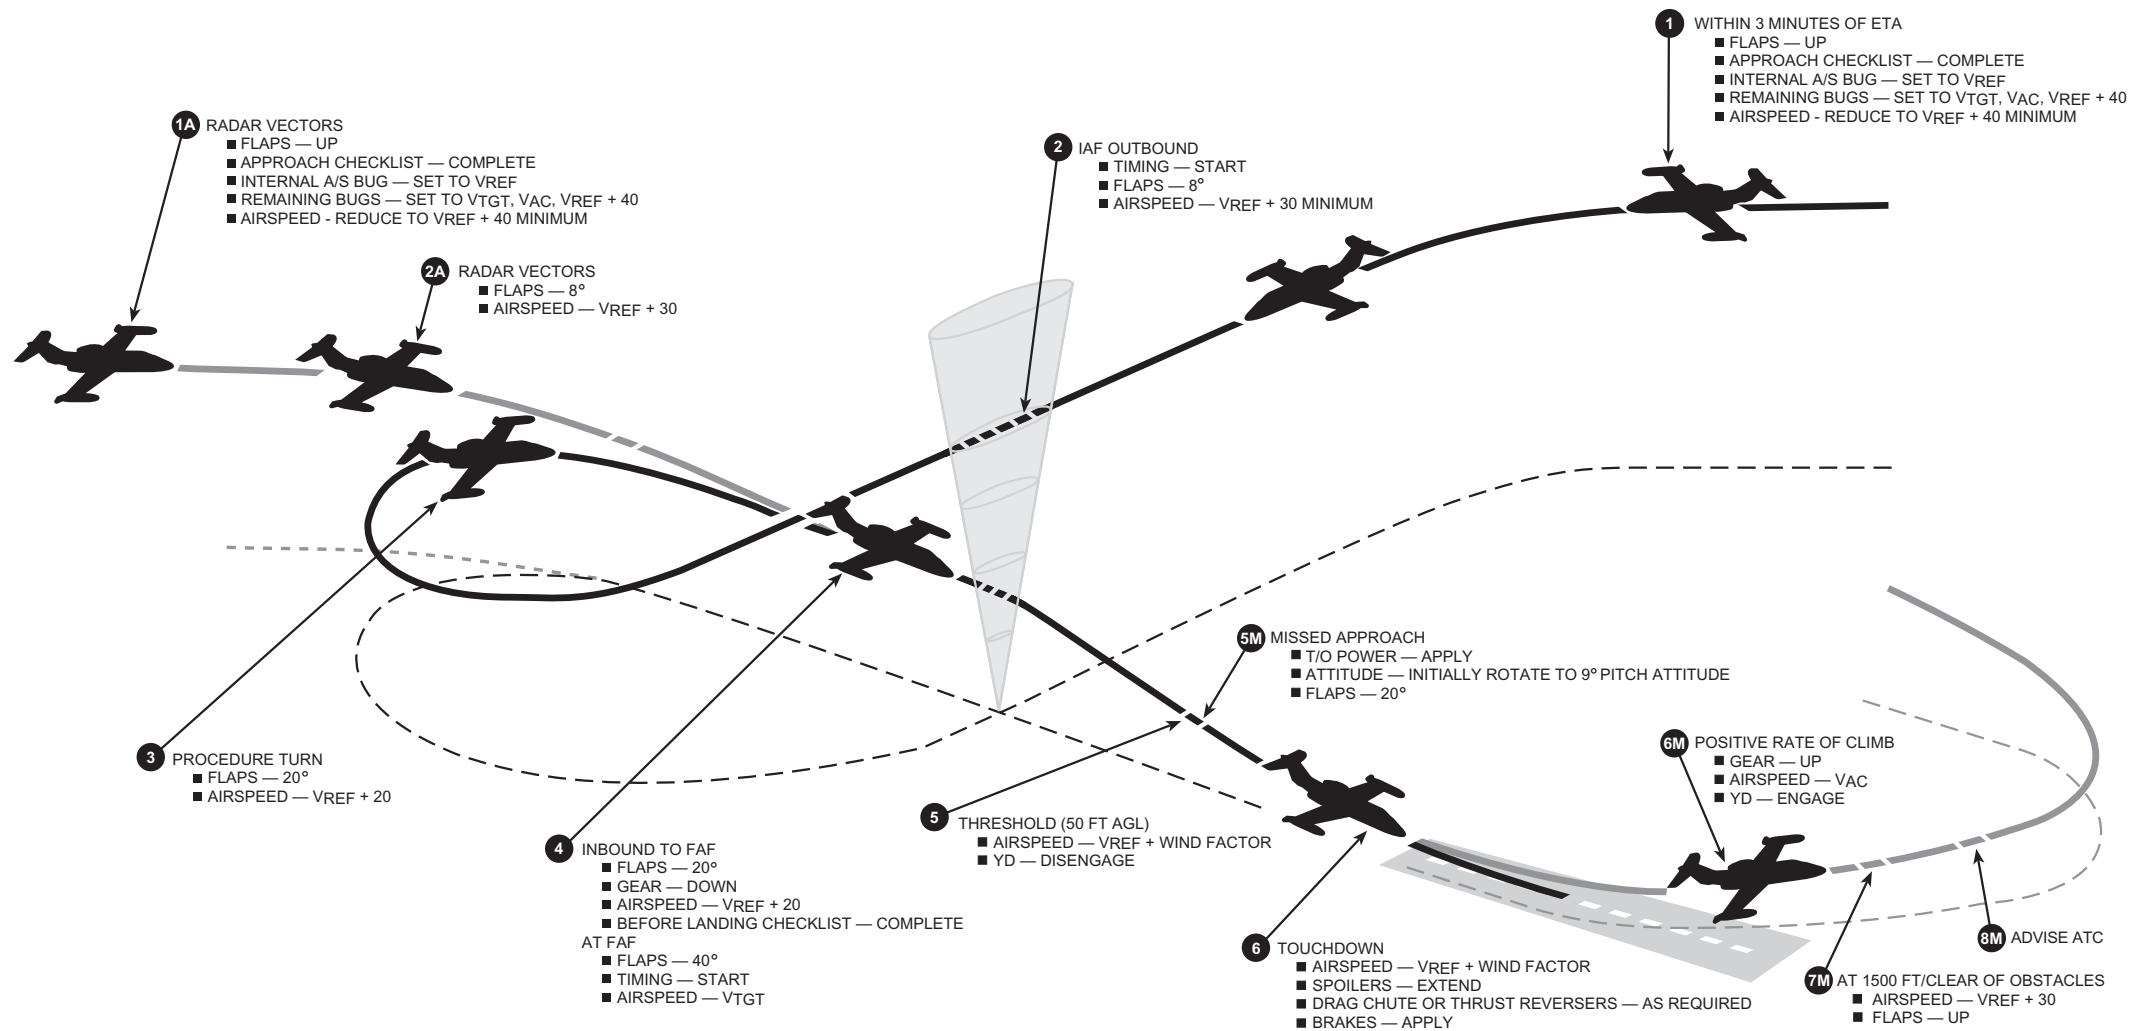 1 WITHIN 3 MINUTES OF ETA
■ FLAPS — UP
■ APPROACH CHECKLIST — COMPLETE
■ INTERNAL A/S BUG — SET TO VREF
■ REMAINING BUGS — SET TO VTGT, VAC, VREF + 40
■ AIRSPEED - REDUCE TO VREF + 40 MINIMUM
1A RADAR VECTORS
■ FLAPS — UP
■ APPROACH CHECKLIST — COMPLETE
■ INTERNAL A/S BUG — SET TO VREF
■ REMAINING BUGS — SET TO VTGT, VAC, VREF + 40
■ AIRSPEED - REDUCE TO VREF + 40 MINIMUM
2 IAF OUTBOUND
■ TIMING — START
■ FLAPS — 8°
■ AIRSPEED — VREF + 30 MINIMUM
2A RADAR VECTORS
■ FLAPS — 8°
■ AIRSPEED — VREF + 30
5M MISSED APPROACH
■ T/O POWER — APPLY
■ ATTITUDE — INITIALLY ROTATE TO 9° PITCH ATTITUDE
■ FLAPS — 20°
6M POSITIVE RATE OF CLIMB
■ GEAR — UP
■ AIRSPEED — VAC
■ YD — ENGAGE
3 PROCEDURE TURN
■ FLAPS — 20°
■ AIRSPEED — VREF + 20
5 THRESHOLD (50 FT AGL)
■ AIRSPEED — VREF + WIND FACTOR
■ YD — DISENGAGE
4 INBOUND TO FAF
■ FLAPS — 20°
■ GEAR — DOWN
■ AIRSPEED — VREF + 20
■ BEFORE LANDING CHECKLIST — COMPLETE
AT FAF
■ FLAPS — 40°
■ TIMING — START
■ AIRSPEED — VTGT
6 TOUCHDOWN
■ AIRSPEED — VREF + WIND FACTOR
■ SPOILERS — EXTEND
■ DRAG CHUTE OR THRUST REVERSERS — AS REQUIRED
■ BRAKES — APPLY
8M ADVISE ATC
7M AT 1500 FT/CLEAR OF OBSTACLES
■ AIRSPEED — VREF + 30
■ FLAPS — UP